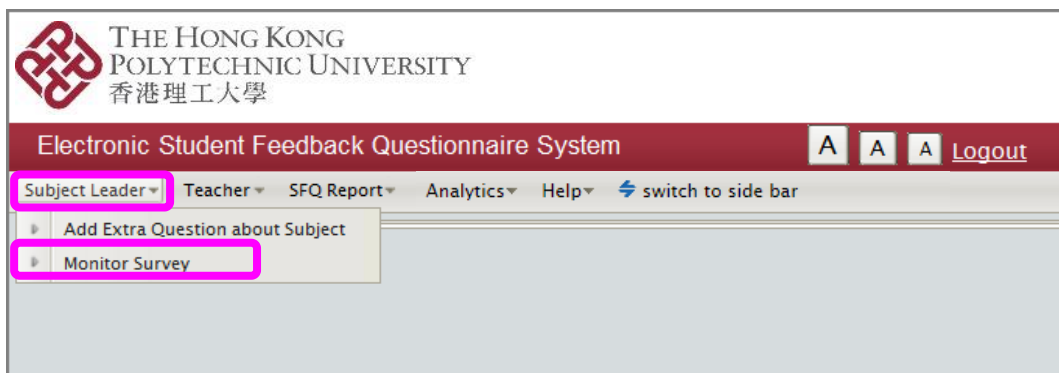 THE HONG KONG
POLYTECHNIC UNIVERSITY
香港理工大學
Electronic Student Feedback Questionnaire System A A A Logout
Subject Leader Teacher SFQ Report Analytics Help switch to side bar
Add Extra Question about Subject
Monitor Survey